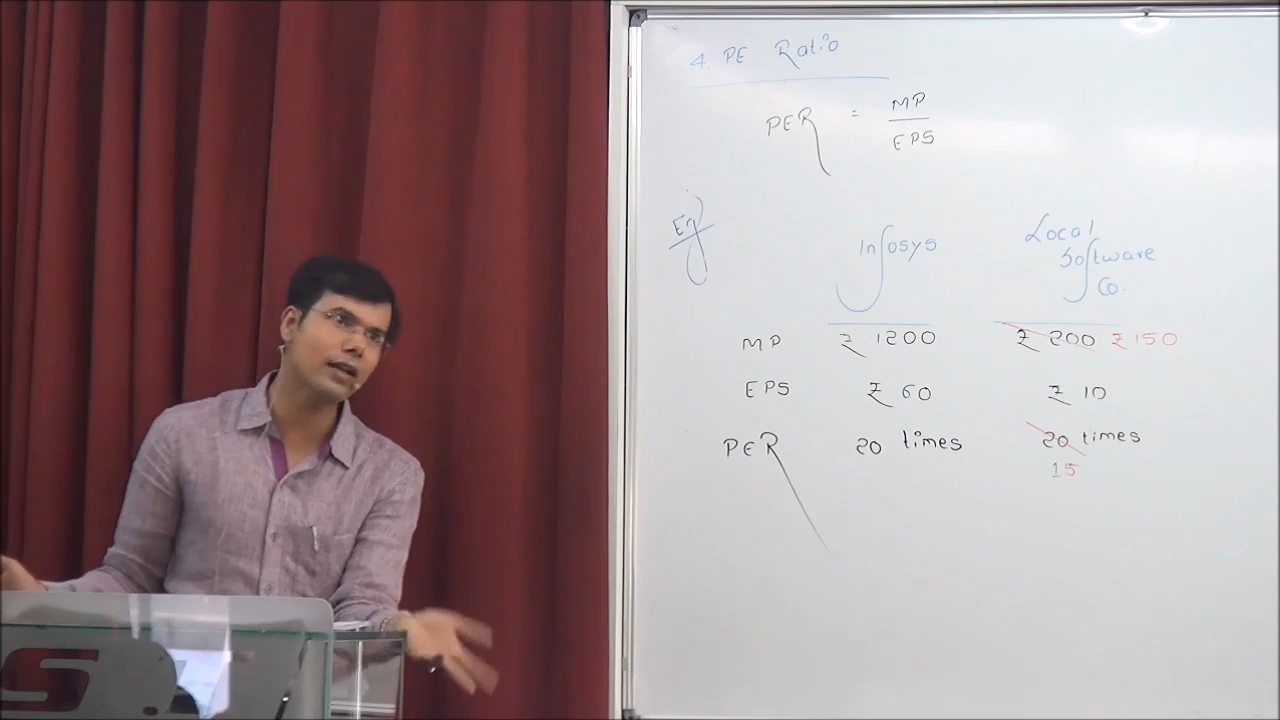 4. PE Ratio
PER = MP
EPS
Eg
Infosys
Local
Software
Co.
MP ₹ 1200 ₹ 200 ₹ 150
EPS ₹ 60 ₹ 10
PER 20 times 20 times
15